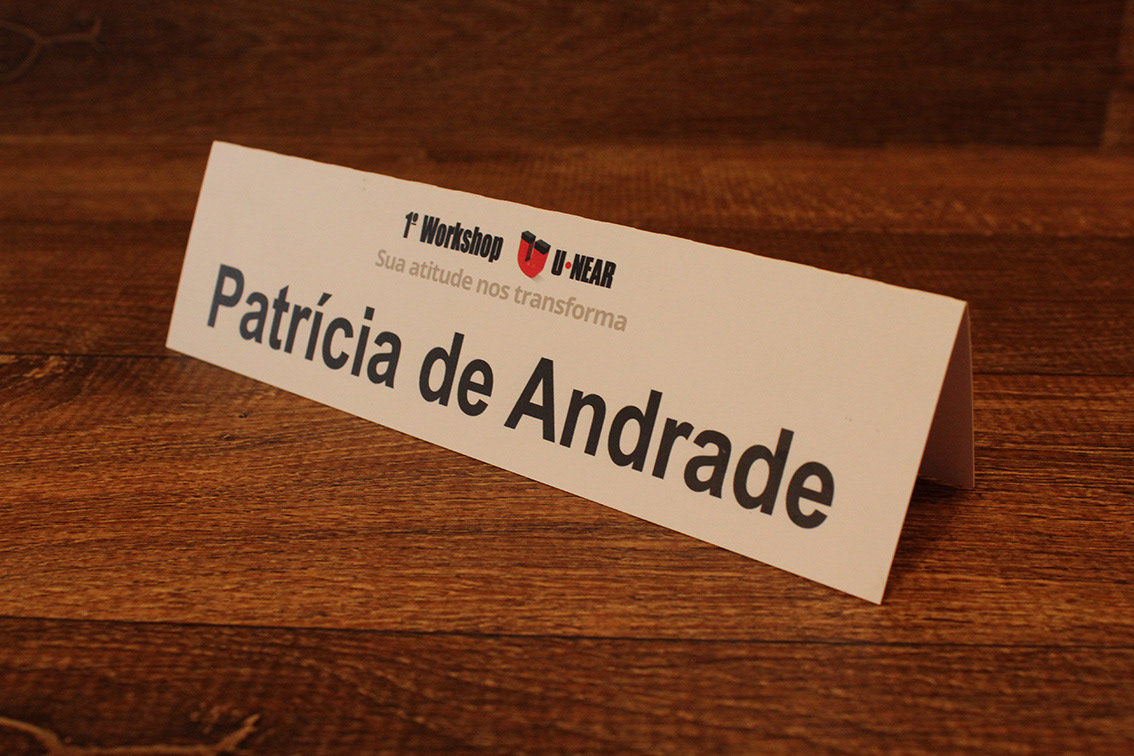 1º Workshop U·NEAR
Sua atitude nos transforma
Patrícia de Andrade